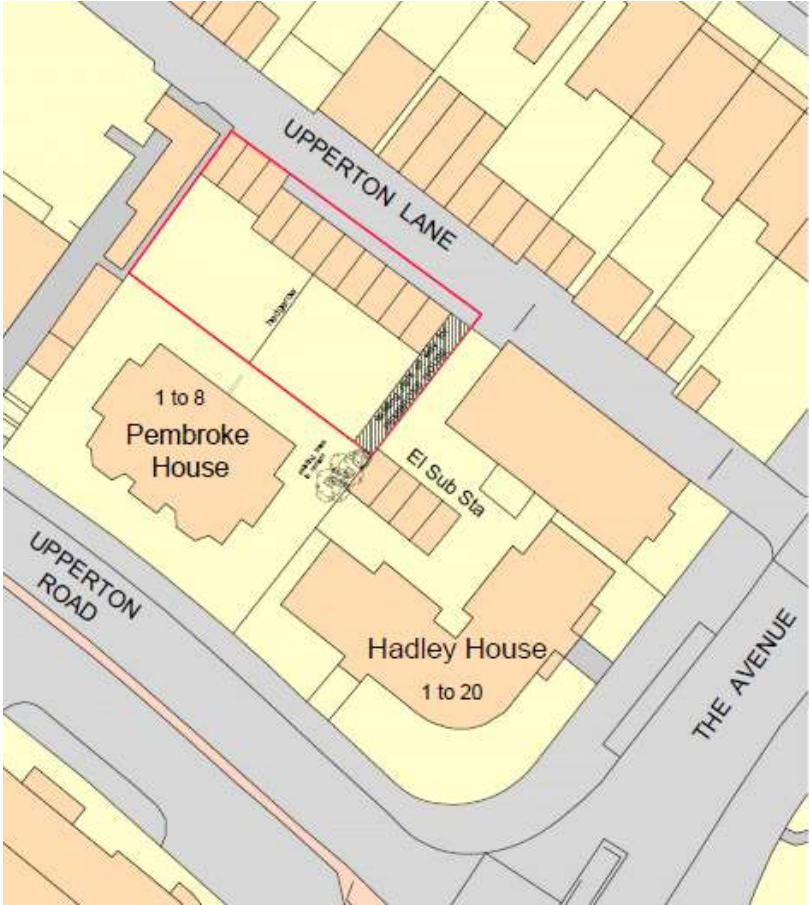 UPPERTON LANE
1 to 8
Pembroke
House
El Sub Sta
UPPERTON
ROAD
Hadley House
1 to 20
THE AVENUE